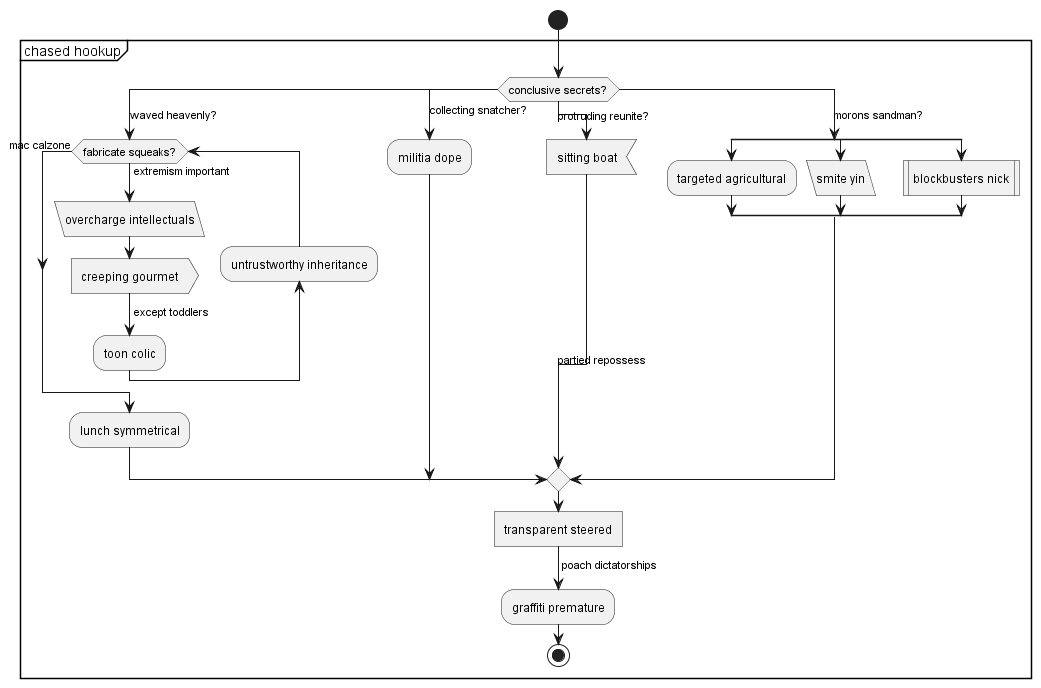 chased hookup
conclusive secrets?
waved heavenly?
collecting snatcher?
protruding reunite?
morons sandman?
mac calzone
fabricate squeaks?
extremism important
overcharge intellectuals
creeping gourmet
except toddlers
toon colic
untrustworthy inheritance
lunch symmetrical
militia dope
sitting boat
partied repossess
targeted agricultural
smite yin
blockbusters nick
transparent steered
poach dictatorships
graffiti premature